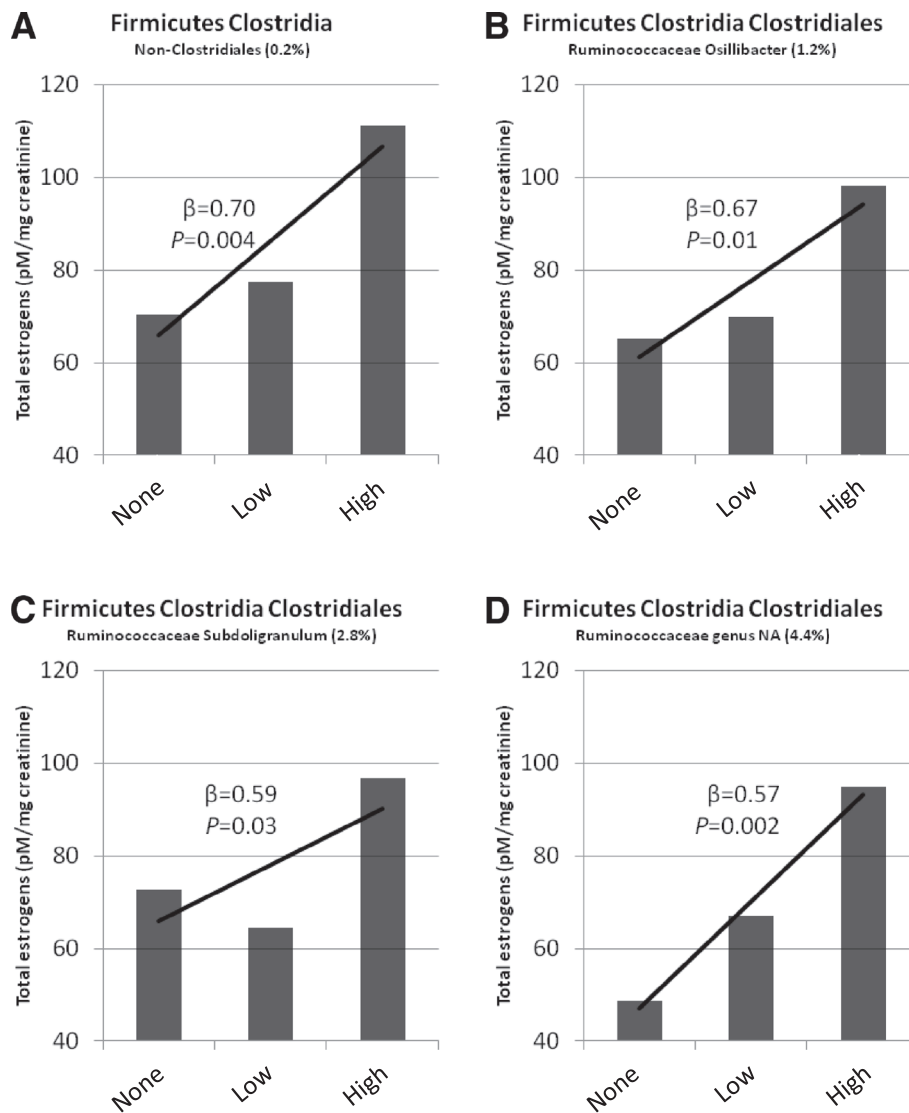 A Firmicutes Clostridia
Non-Clostridiales (0.2%)
Total estrogens (pM/mg creatinine)
120
100
80
60
40
β=0.70
P=0.004
None Low High
B Firmicutes Clostridia Clostridiales
Ruminococcaceae Osillibacter (1.2%)
Total estrogens (pM/mg creatinine)
120
100
80
60
40
β=0.67
P=0.01
None Low High
C Firmicutes Clostridia Clostridiales
Ruminococcaceae Subdoligranulum (2.8%)
Total estrogens (pM/mg creatinine)
120
100
80
60
40
β=0.59
P=0.03
None Low High
D Firmicutes Clostridia Clostridiales
Ruminococcaceae genus NA (4.4%)
Total estrogens (pM/mg creatinine)
120
100
80
60
40
β=0.57
P=0.002
None Low High